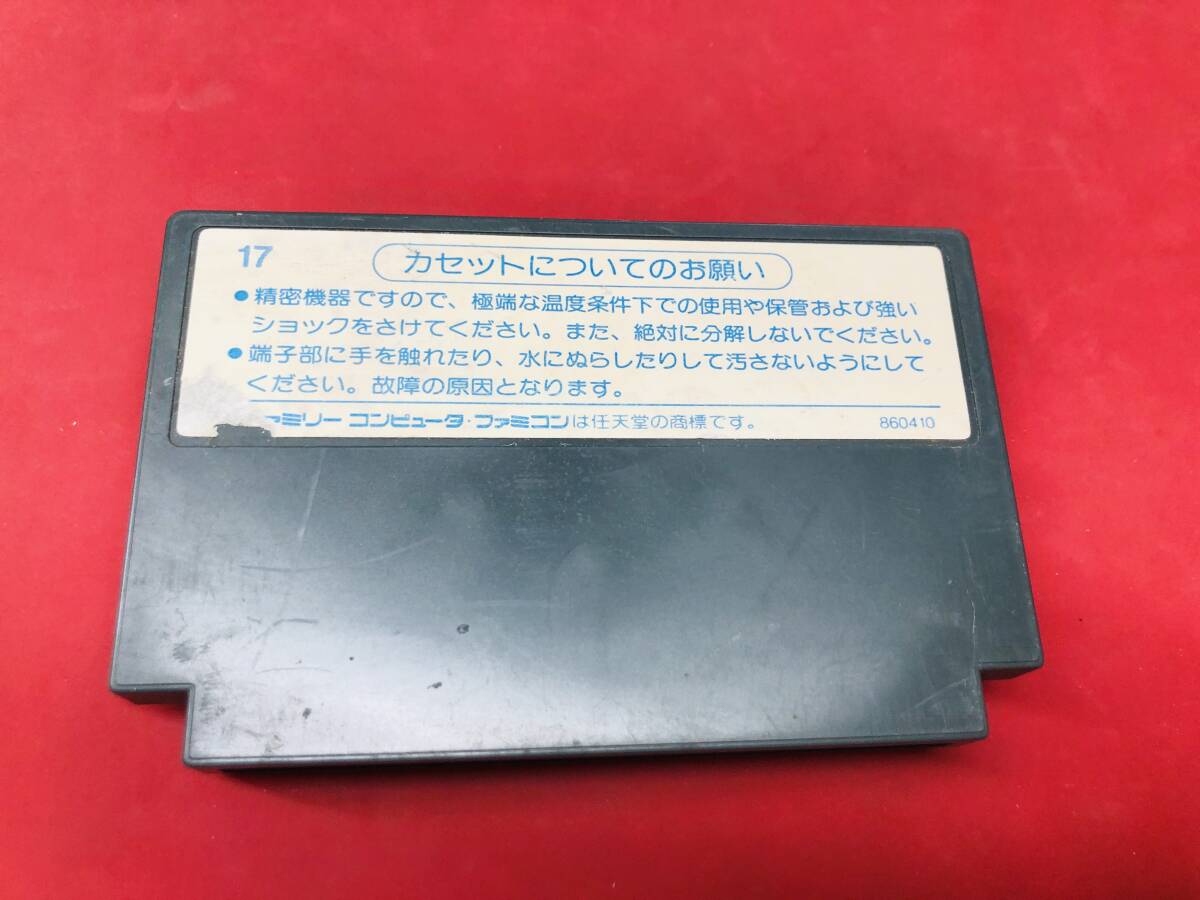 17
カセットについてのお願い
●精密機器ですので、極端な温度条件下での使用や保管および強い
ショックをさけてください。また、絶対に分解しないでください。
●端子部に手を触れたり、水にぬらしたりして汚さないようにして
ください。故障の原因となります。
ァミリー コンピュータ・ファミコンは任天堂の商標です。 860410